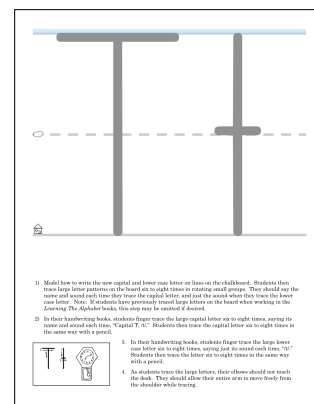 T t
1) Model how to write the new capital and lower case letter on lines on the chalkboard. Students then
trace large letter patterns on the board six to eight times in rotating small groups. They should say the
name and sound each time they trace the capital letter, and just the sound when they trace the lower
case letter. Note: If students have previously traced large letters on the board when working in the
Learning The Alphabet books, this step may be omitted if desired.
2) In their handwriting books, students finger trace the large capital letter six to eight times, saying its
name and sound each time, "Capital T, /t/." Students then trace the capital letter six to eight times in
the same way with a pencil.
3. In their handwriting books, students finger trace the large lower
case letter six to eight times, saying just its sound each time, "/t/."
Students then trace the letter six to eight times in the same way
with a pencil.
4. As students trace the large letters, their elbows should not touch
the desk. They should allow their entire arm to move freely from
the shoulder while tracing.